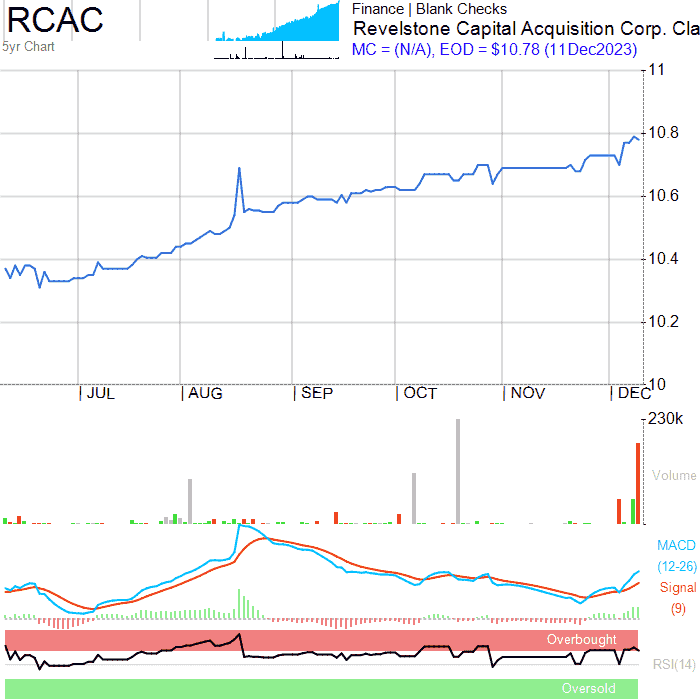 RCAC
5yr Chart
Finance | Blank Checks
Revelstone Capital Acquisition Corp. Cla
MC = (N/A), EOD = $10.78 (11Dec2023)
11
10.8
10.6
10.4
10.2
10
| JUL | AUG | SEP | OCT | NOV | DEC
230k
Volume
MACD
(12-26)
Signal
(9)
Overbought
RSI(14)
Oversold